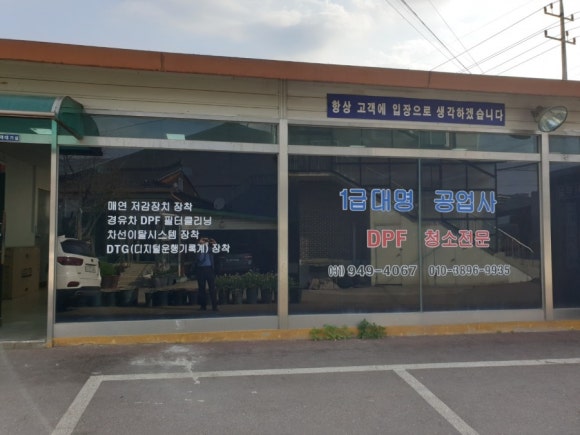 항상 고객에 입장으로 생각하겠습니다
매연 저감장치 장착
경유차 DPF 필터클리닝
차선이탈시스템 장착
DTG(디지털운행기록계) 장착
1급대명 공업사
DPF 청소전문
949-4067 010-3896-9935